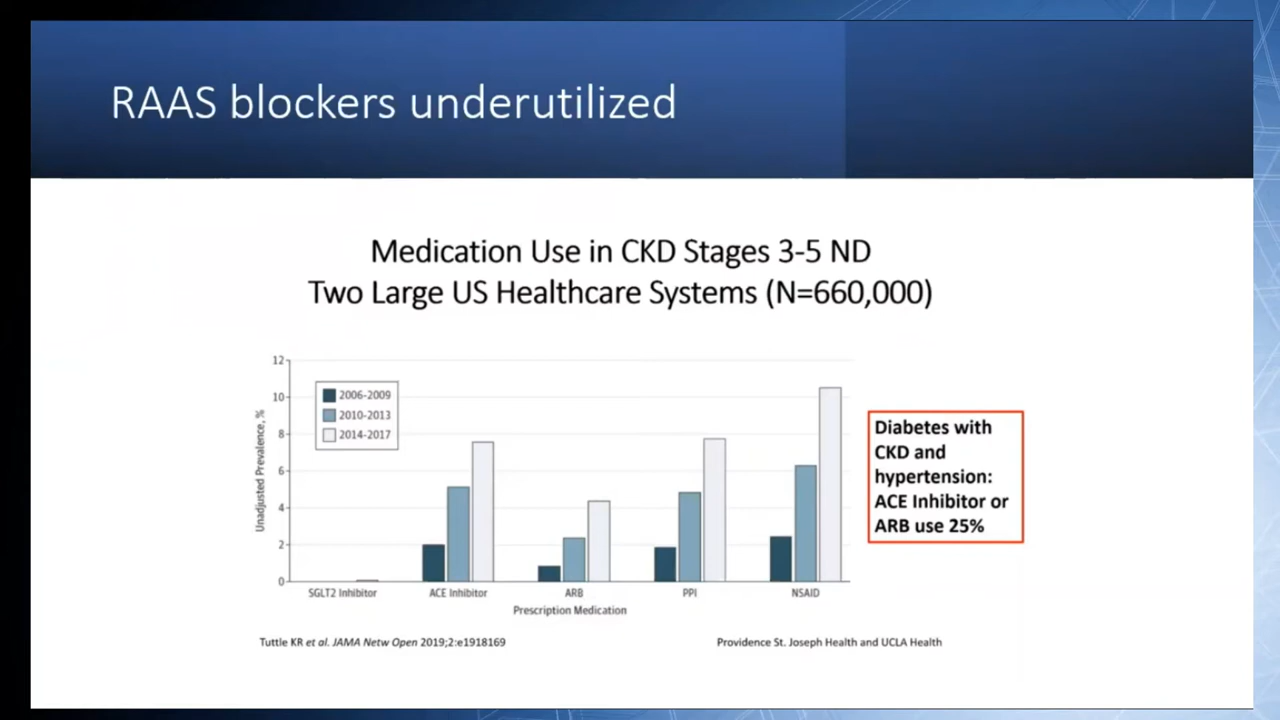 RAAS blockers underutilized
Medication Use in CKD Stages 3-5 ND
Two Large US Healthcare Systems (N=660,000)
12
10
8
6
4
2
0
Unadjusted Prevalence, %
2006-2009
2010-2013
2014-2017
SGLT2 Inhibitor
ACE Inhibitor
ARB
PPI
NSAID
Prescription Medication
Diabetes with
CKD and
hypertension:
ACE Inhibitor or
ARB use 25%
Tuttle KR et al. JAMA Netw Open 2019;2:e1918169
Providence St. Joseph Health and UCLA Health